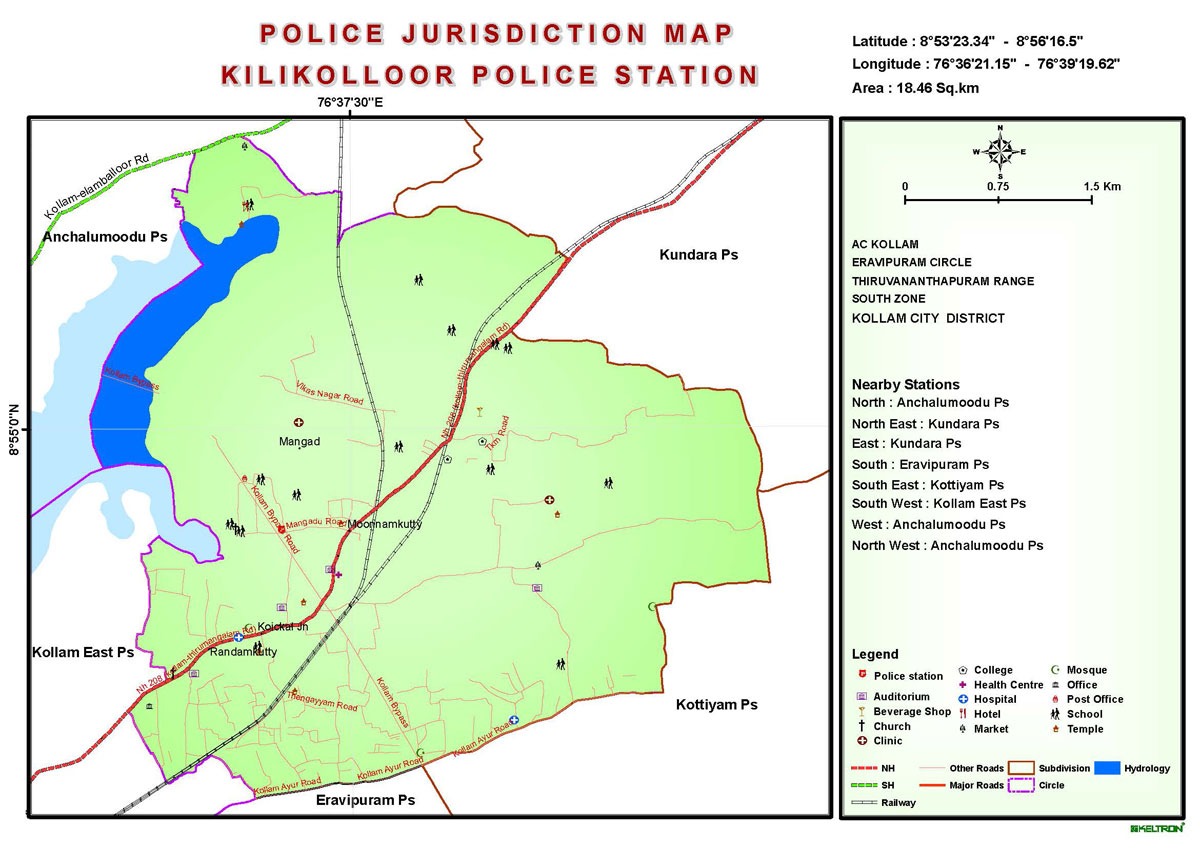 POLICE JURISDICTION MAP
KILIKOLLOOR POLICE STATION
Latitude : 8°53'23.34" - 8°56'16.5"
Longitude : 76°36'21.15" - 76°39'19.62"
Area : 18.46 Sq.km
76°37'30"E
8°55'0"N
Kollam-elamballoor Rd
Anchalumoodu Ps
Kundara Ps
Kollam Bypass
Vikas Nagar Road
Nh 208 (kollam-thirumangalam Rd)
Tkm Road
Mangad
Kollam Bypass Road
Mangadu Road
Moonnamkutty
Koickal Jn
Randamkutty
Kollam East Ps
Nh 208 (kollam-thirumangalam Rd)
Thengayyam Road
Kollam Bypass
Kottiyam Ps
Kollam Ayur Road
Kollam Ayur Road
Kollam Ayur Road
Eravipuram Ps
N
W E
S
0 0.75 1.5 Km
AC KOLLAM
ERAVIPURAM CIRCLE
THIRUVANANTHAPURAM RANGE
SOUTH ZONE
KOLLAM CITY DISTRICT
Nearby Stations
North : Anchalumoodu Ps
North East : Kundara Ps
East : Kundara Ps
South : Eravipuram Ps
South East : Kottiyam Ps
South West : Kollam East Ps
West : Anchalumoodu Ps
North West : Anchalumoodu Ps
Legend
Police station
Auditorium
Beverage Shop
Church
Clinic
College
Health Centre
Hospital
Hotel
Market
Mosque
Office
Post Office
School
Temple
NH Other Roads Subdivision Hydrology
SH Major Roads Circle
Railway
KELTRON